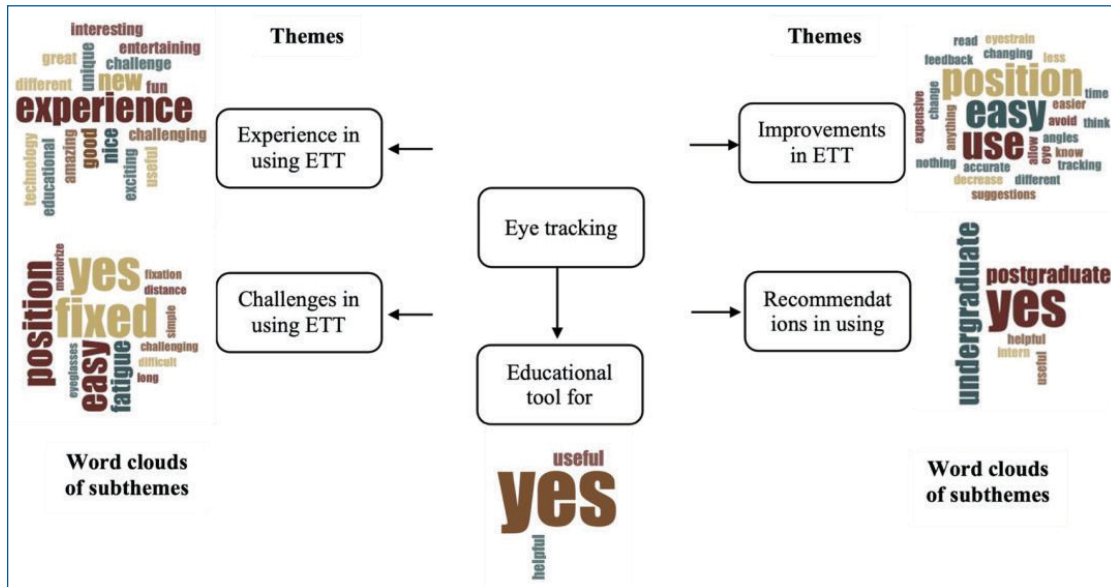 Themes
Themes
interesting
great
unique
entertaining
challenge
different
new
fun
experience
technology
educational
amazing
good
nice
exciting
challenging
useful
Experience in
using ETT
Improvements
in ETT
read
eyestrain
feedback
changing
less
position
expensive
change
anything
easy
time
easier
avoid
think
use
allow
angles
eye
know
nothing
accurate
tracking
decrease
different
suggestions
Eye tracking
position
memorize
yes
fixation
distance
fixed
simple
eyeglasses
easy
fatigue
challenging
difficult
long
Challenges in
using ETT
Recommendat
ions in using
undergraduate
postgraduate
yes
helpful
intern
useful
Educational
tool for
Word clouds
of subthemes
useful
yes
helpful
Word clouds
of subthemes